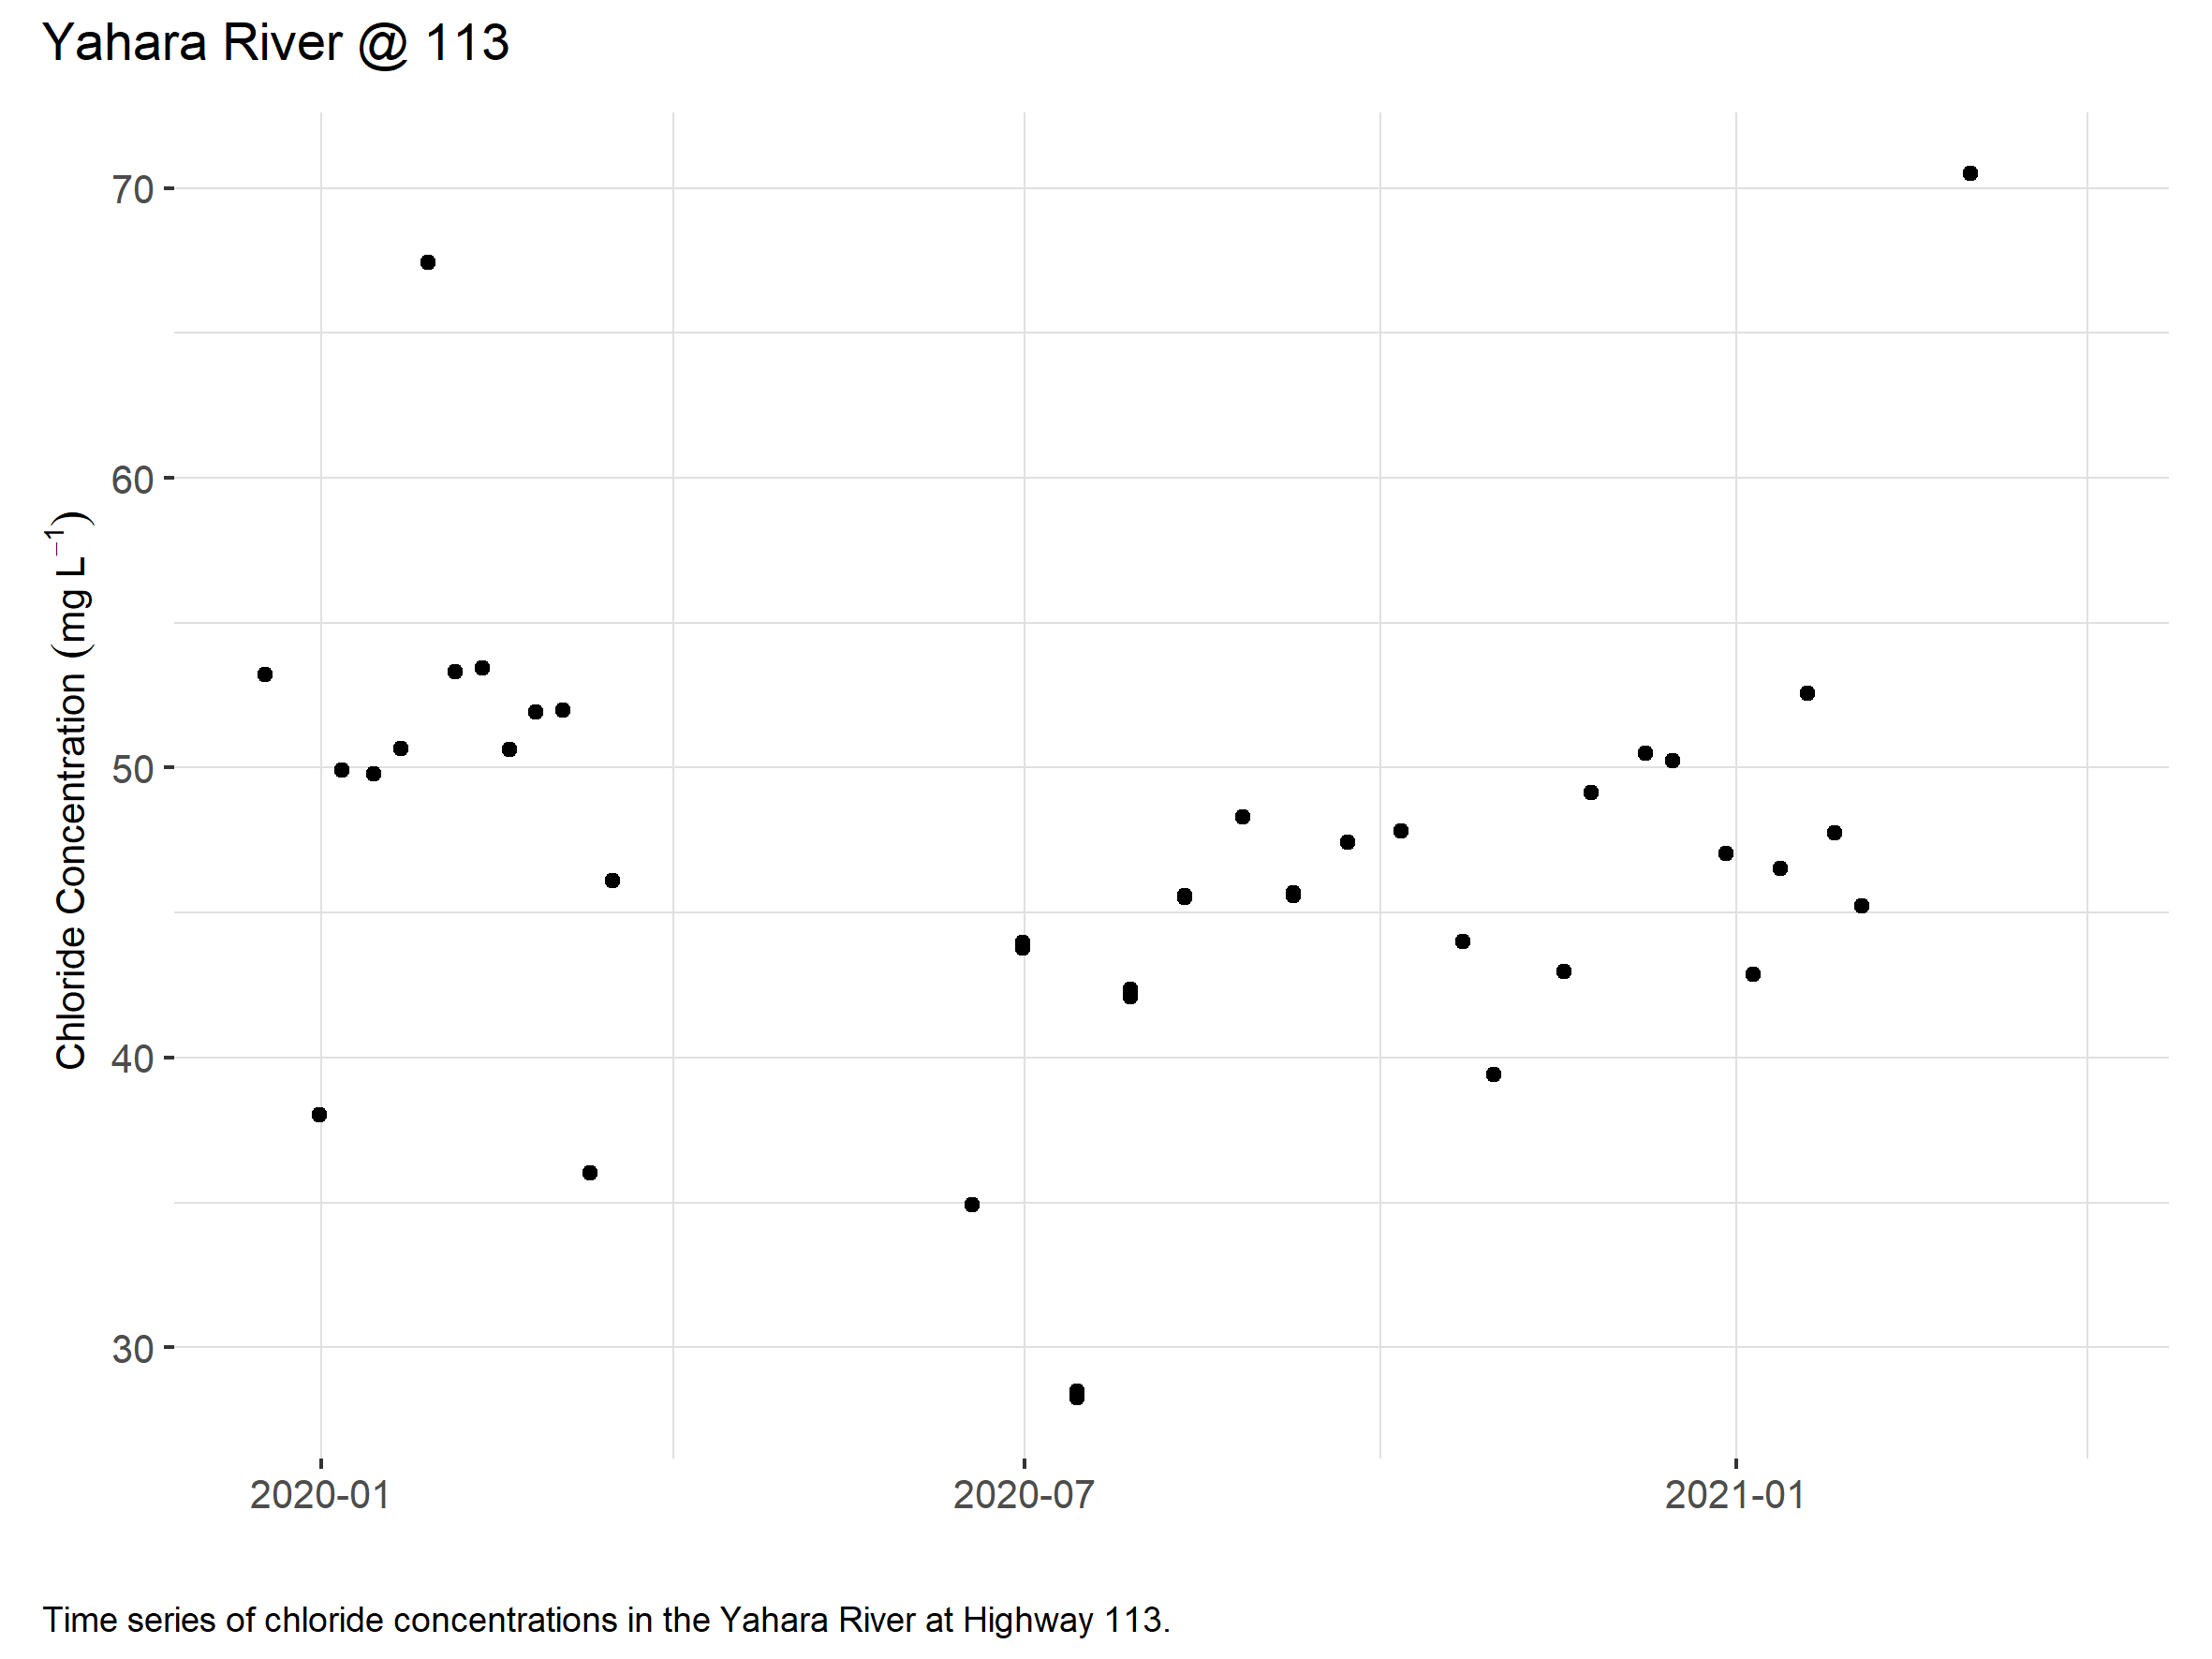 Yahara River @ 113
70
60
50
40
30
Chloride Concentration (mg L⁻¹)
2020-01 2020-07 2021-01
Time series of chloride concentrations in the Yahara River at Highway 113.